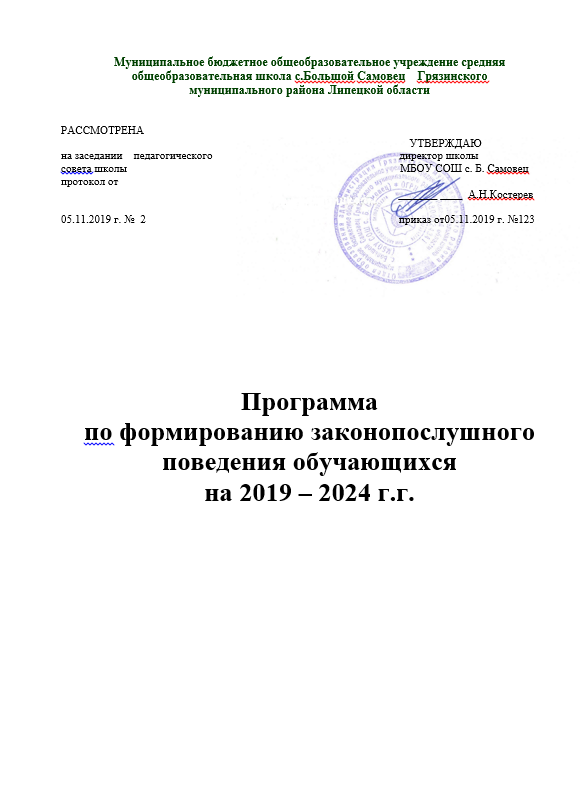 Муниципальное бюджетное общеобразовательное учреждение средняя
общеобразовательная школа с.Большой Самовец Грязинского
муниципального района Липецкой области
РАССМОТРЕНА
УТВЕРЖДАЮ
на заседании педагогического
директор школы
совета школы
МБОУ СОШ с. Б. Самовец
протокол от
________ ____ А.Н.Костерев
05.11.2019 г. № 2
приказ от05.11.2019 г. №123
Программа
по формированию законопослушного
поведения обучающихся
на 2019 – 2024 г.г.